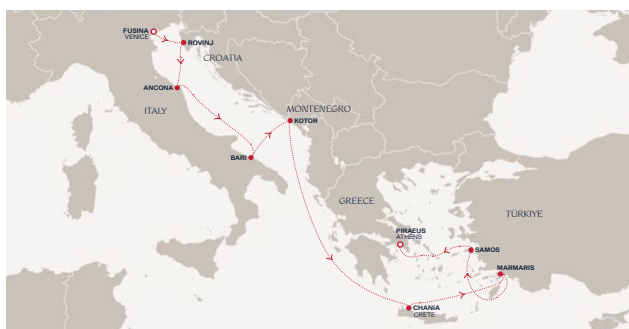 FUSINA
VENICE
ROVINJ
CROATIA
ANCONA
ITALY
MONTENEGRO
KOTOR
BARI
GREECE
TÜRKIYE
PIRAEUS
ATHENS
SAMOS
MARMARIS
CHANIA
CRETE